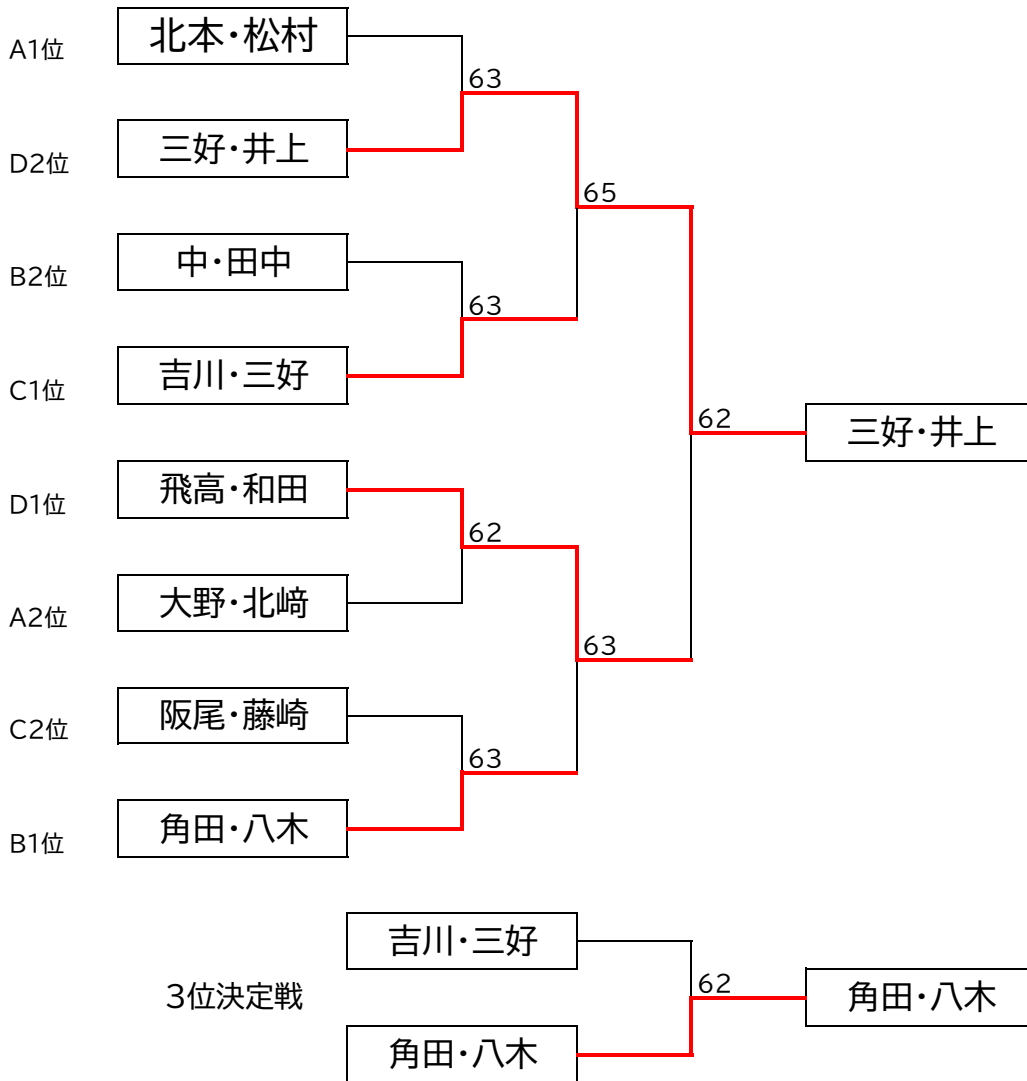 A1位 北本・松村
63
D2位 三好・井上
65
B2位 中・田中
63
C1位 吉川・三好
62 三好・井上
D1位 飛高・和田
62
A2位 大野・北﨑
63
C2位 阪尾・藤崎
63
B1位 角田・八木
吉川・三好
3位決定戦 62 角田・八木
角田・八木